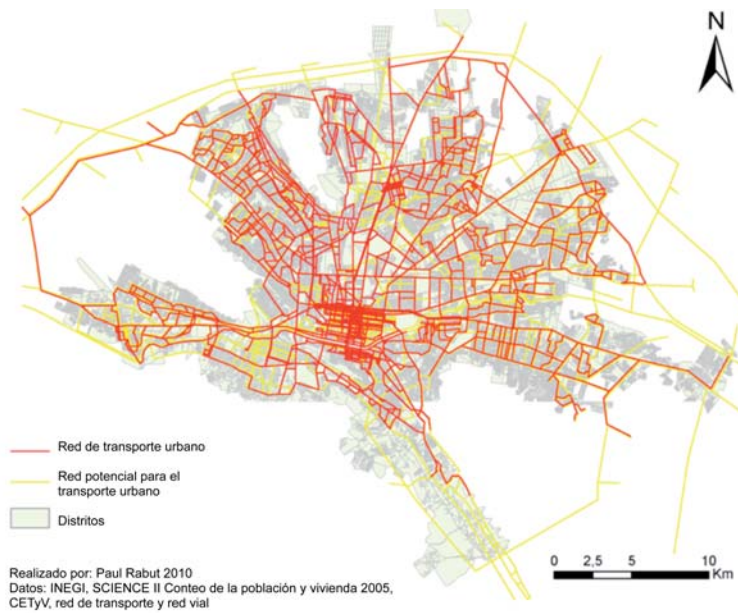 N
Red de transporte urbano
Red potencial para el
transporte urbano
Distritos
0 2,5 5 10
Km
Realizado por: Paul Rabut 2010
Datos: INEGI, SCIENCE II Conteo de la población y vivienda 2005,
CETyV, red de transporte y red vial